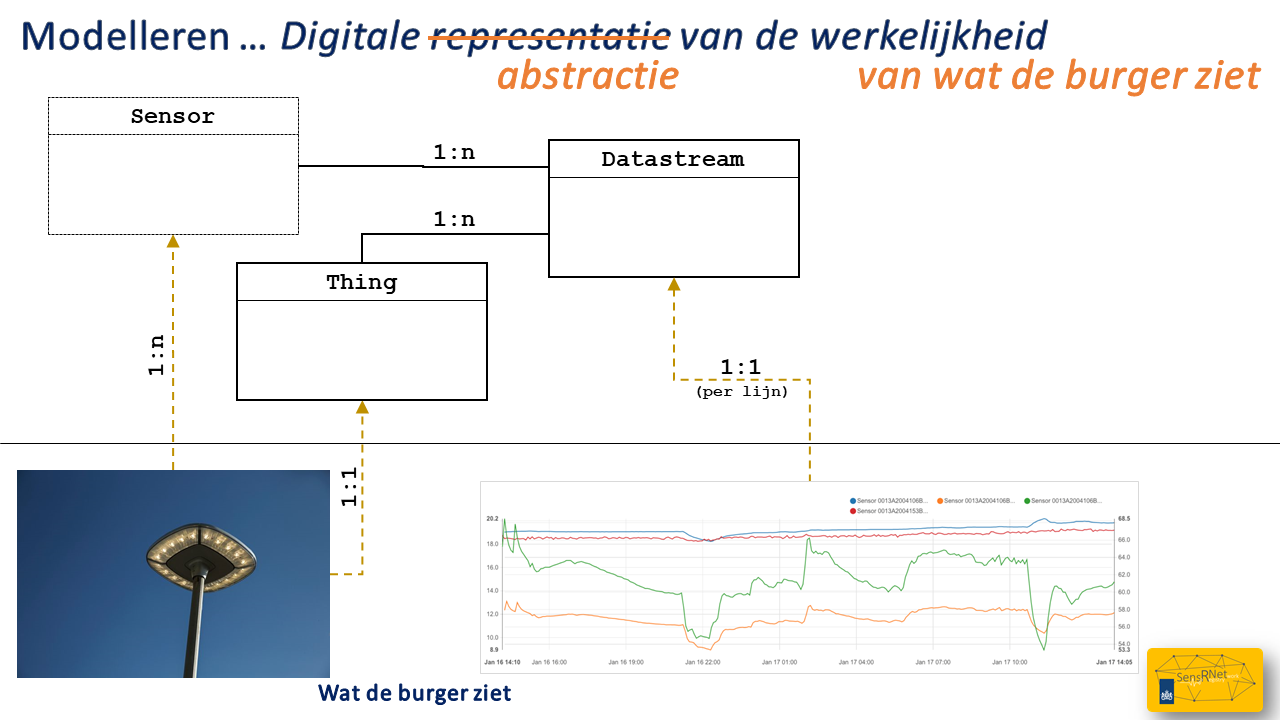 Modelleren ... Digitale representatie van de werkelijkheid
abstractie van wat de burger ziet
Sensor
1:n
Datastream
1:n
Thing
1:n
1:1
(per lijn)
1:1
Sensor 0013A2004106B... Sensor 0013A2004106B... Sensor 0013A2004106B...
Sensor 0013A2004153B...
20.2 68.5
18.0 66.0
16.0 64.0
14.0 62.0
12.0 60.0
10.0 58.0
8.9 56.0
54.0
53.3
Jan 16 14:10 Jan 16 16:00 Jan 16 19:00 Jan 16 22:00 Jan 17 01:00 Jan 17 04:00 Jan 17 07:00 Jan 17 10:00 Jan 17 14:05
Wat de burger ziet
SensRNet